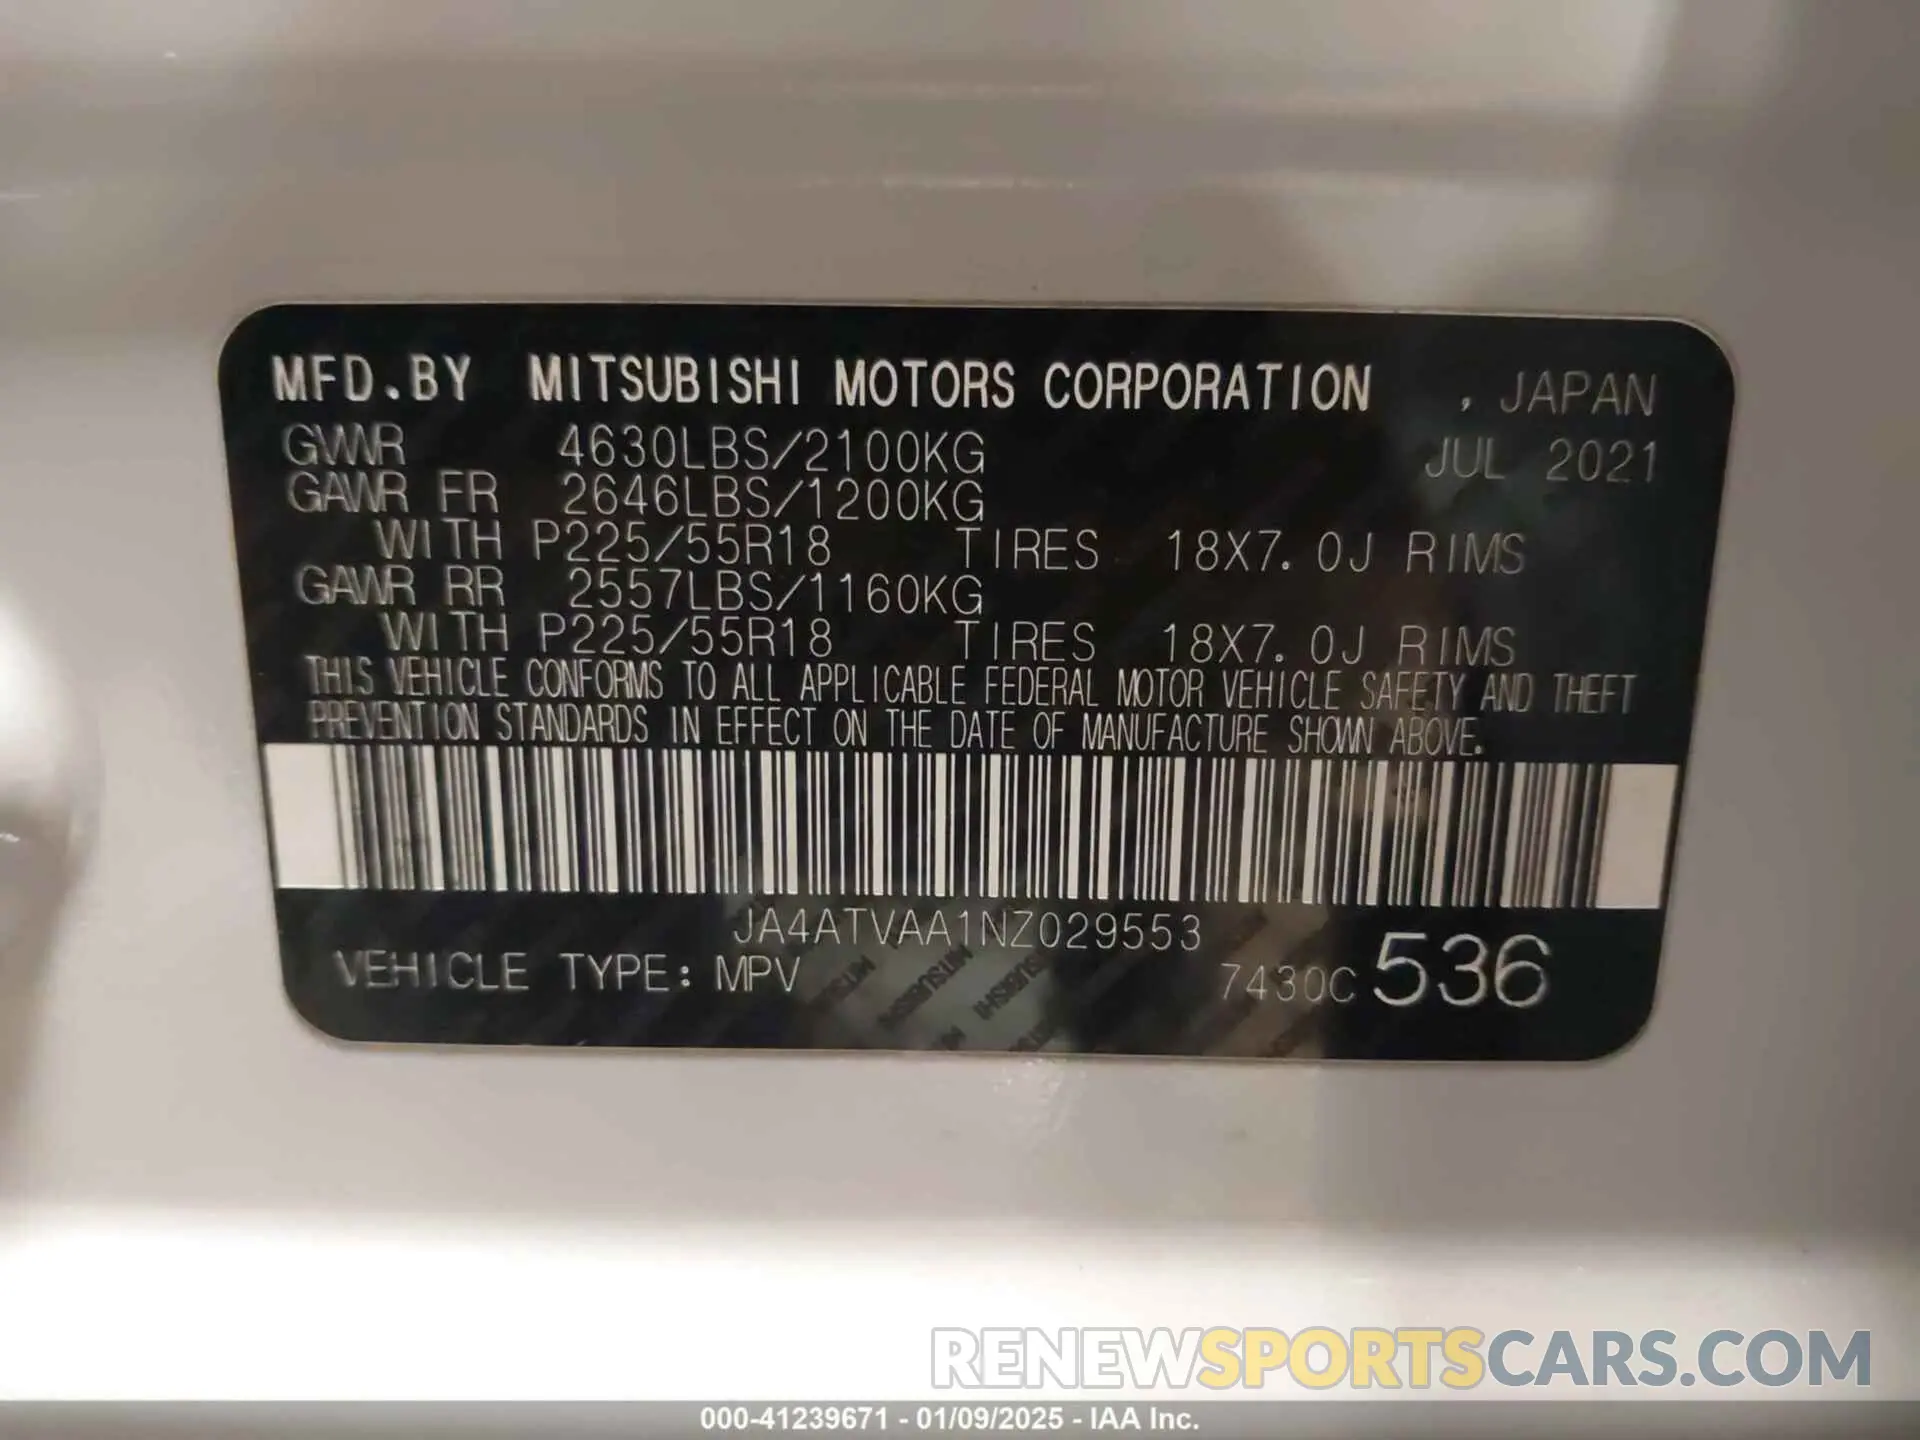 MFD.BY MITSUBISHI MOTORS CORPORATION , JAPAN
GVWR 4630LBS/2100KG JUL 2021
GAWR FR 2646LBS/1200KG
WITH P225/55R18 TIRES 18X7.0J RIMS
GAWR RR 2557LBS/1160KG
WITH P225/55R18 TIRES 18X7.0J RIMS
THIS VEHICLE CONFORMS TO ALL APPLICABLE FEDERAL MOTOR VEHICLE SAFETY AND THEFT
PREVENTION STANDARDS IN EFFECT ON THE DATE OF MANUFACTURE SHOWN ABOVE.
JA4ATVAA1NZ029553
VEHICLE TYPE: MPV 7430C 536
MITSUBISHI
RENEWSPORTSCARS.COM
000-41239671 - 01/09/2025 - IAA Inc.